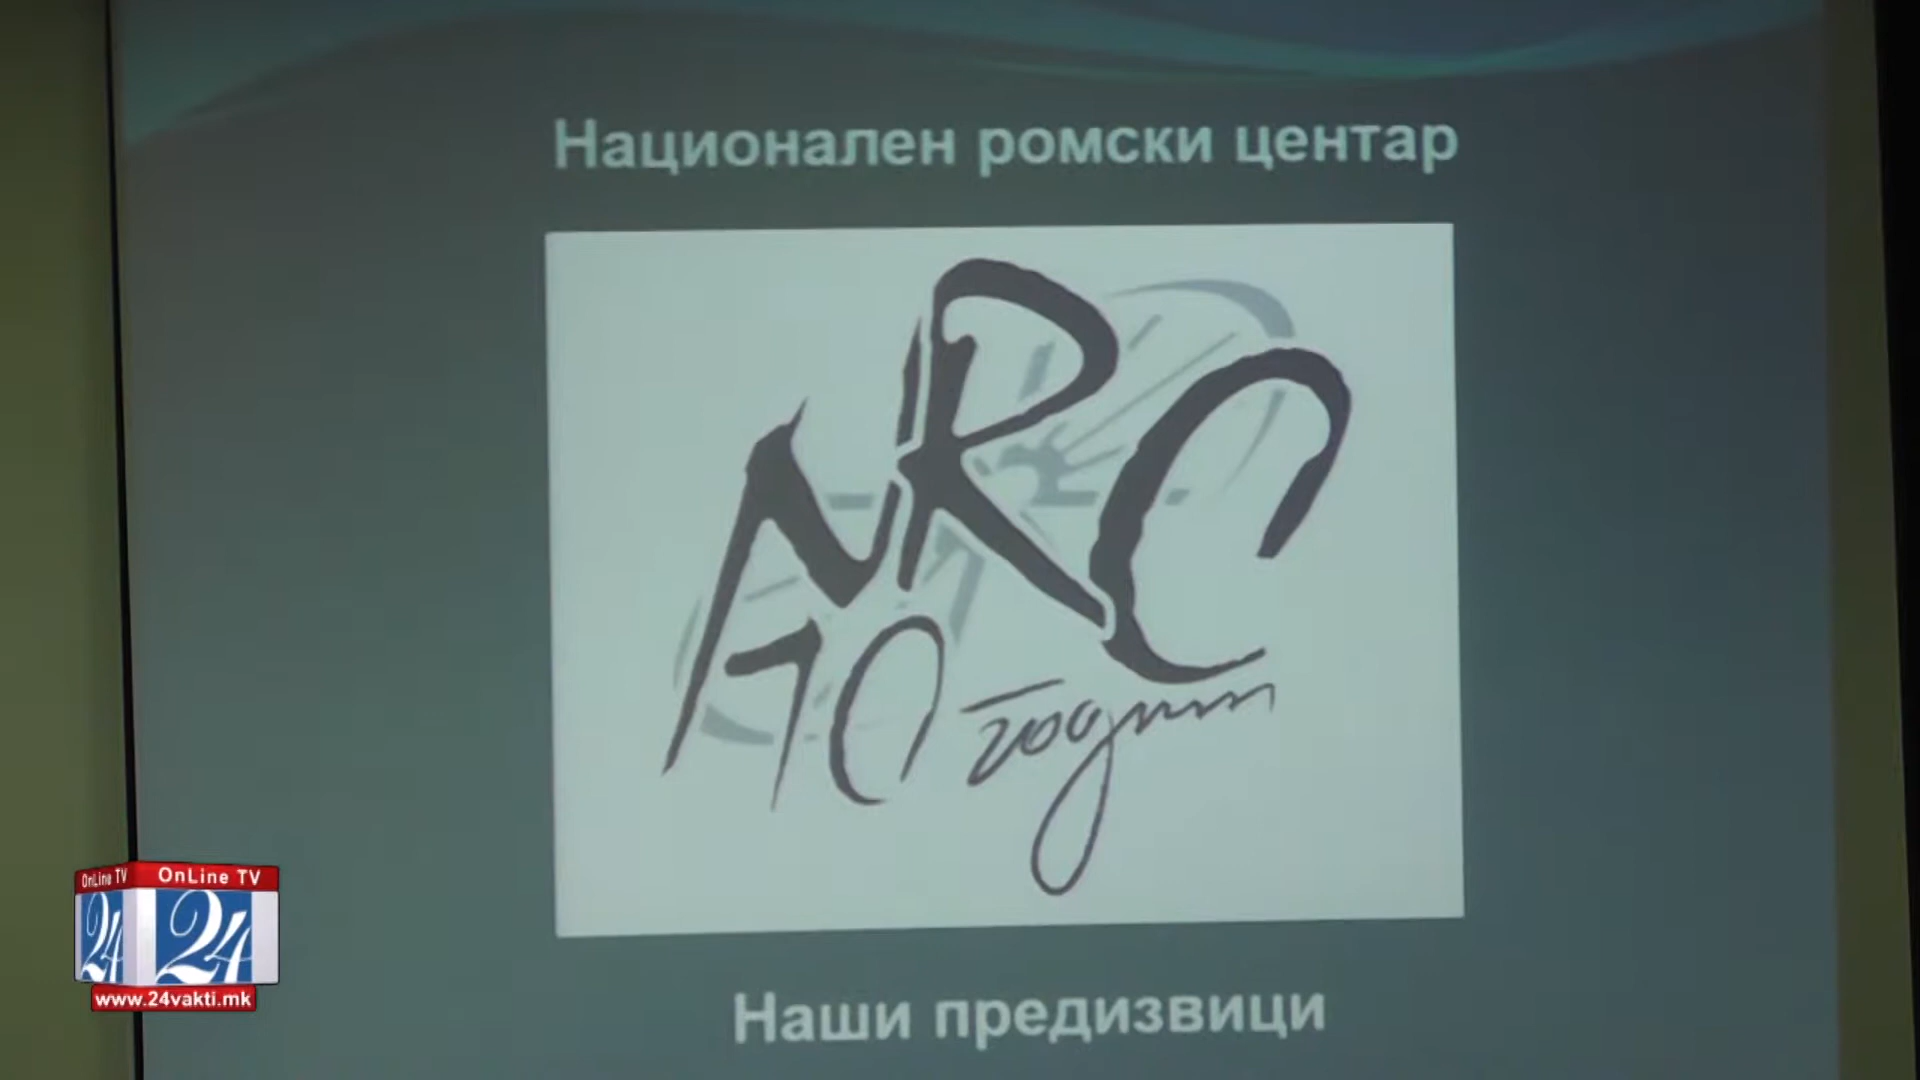 Национален ромски центар
NRC
10 години
Наши предизвици
OnLine TV
OnLine TV
24
24
www.24vakti.mk